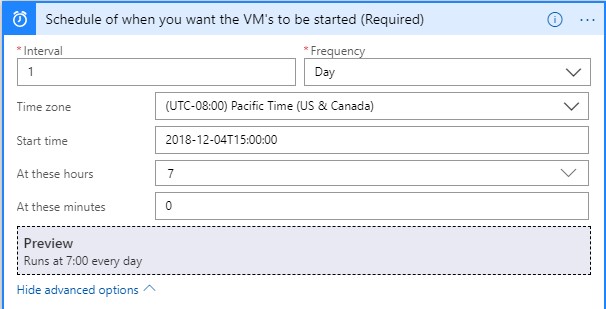 Schedule of when you want the VM's to be started (Required)
* Interval
* Frequency
1
Day
Time zone
(UTC-08:00) Pacific Time (US & Canada)
Start time
2018-12-04T15:00:00
At these hours
7
At these minutes
0
Preview
Runs at 7:00 every day
Hide advanced options